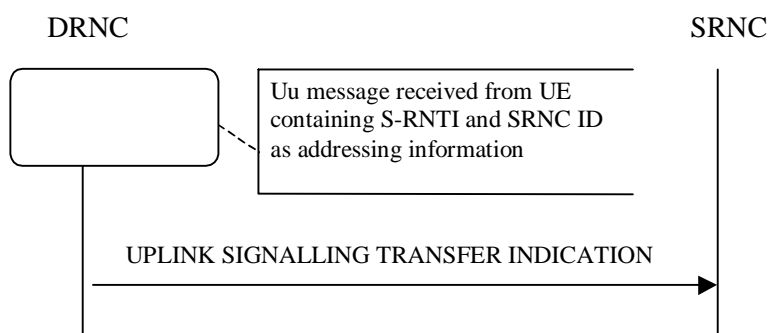 DRNC
SRNC
Uu message received from UE
containing S-RNTI and SRNC ID
as addressing information
UPLINK SIGNALLING TRANSFER INDICATION